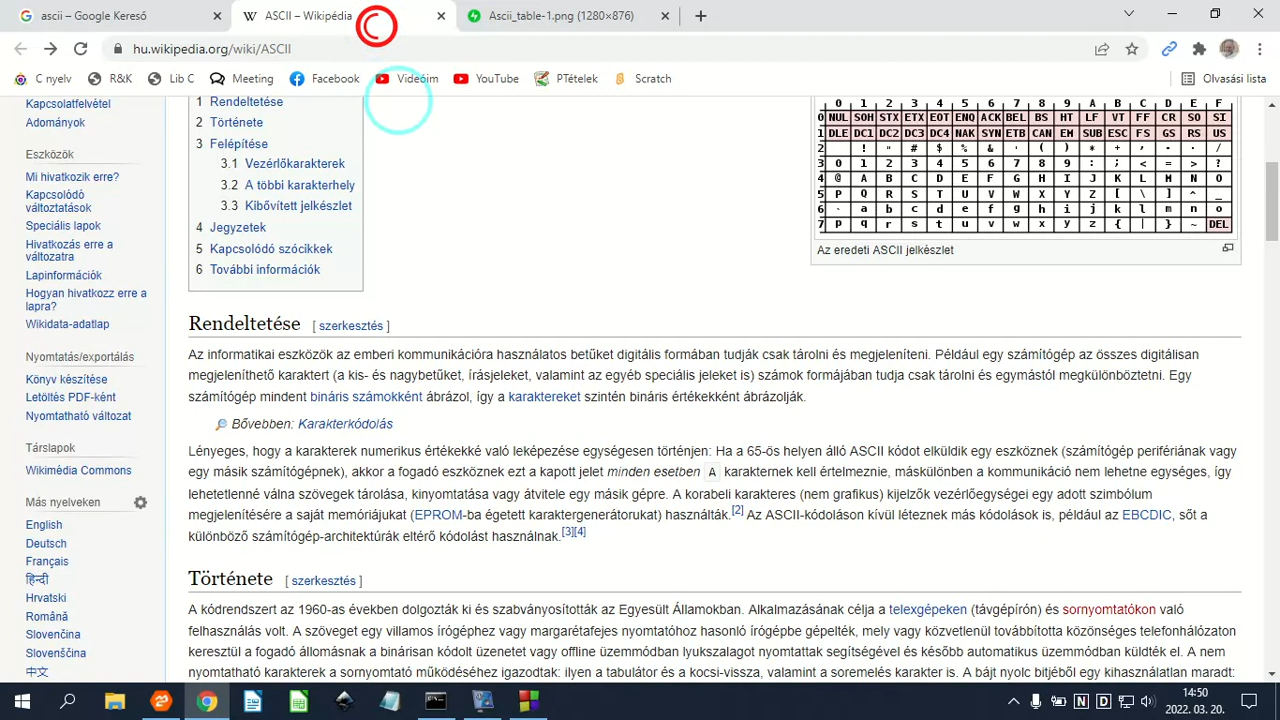 ascii – Google Kereső
ASCII – Wikipédia
Ascii_table-1.png (1280×876)
hu.wikipedia.org/wiki/ASCII
C nyelv
R&K
Lib C
Meeting
Facebook
Videóim
YouTube
PTételek
Scratch
Olvasási lista
Kapcsolatfelvétel
Adományok
Eszközök
Mi hivatkozik erre?
Kapcsolódó
változtatások
Speciális lapok
Hivatkozás erre a
változatra
Lapinformációk
Hogyan hivatkozz erre a
lapra?
Wikidata-adatlap
Nyomtatás/exportálás
Könyv készítése
Letöltés PDF-ként
Nyomtatható változat
Társlapok
Wikimédia Commons
Más nyelveken
English
Deutsch
Français
हिन्दी
Hrvatski
Română
Slovenčina
Slovenščina
中文
1 Rendeltetése
2 Története
3 Felépítése
3.1 Vezérlőkarakterek
3.2 A többi karakterhely
3.3 Kibővített jelkészlet
4 Jegyzetek
5 Kapcsolódó szócikkek
6 További információk
0 1 2 3 4 5 6 7 8 9 A B C D E F
0 NUL SOH STX ETX EOT ENQ ACK BEL BS HT LF VT FF CR SO SI
1 DLE DC1 DC2 DC3 DC4 NAK SYN ETB CAN EM SUB ESC FS GS RS US
2 ! " # $ % & ' ( ) * + , - . /
3 0 1 2 3 4 5 6 7 8 9 : ; < = > ?
4 @ A B C D E F G H I J K L M N O
5 P Q R S T U V W X Y Z [ \ ] ^ _
6 ` a b c d e f g h i j k l m n o
7 p q r s t u v w x y z { | } ~ DEL
Az eredeti ASCII jelkészlet
Rendeltetése [ szerkesztés ]
Az informatikai eszközök az emberi kommunikációra használatos betűket digitális formában tudják csak tárolni és megjeleníteni. Például egy számítógép az összes digitálisan
megjeleníthető karaktert (a kis- és nagybetűket, írásjeleket, valamint az egyéb speciális jeleket is) számok formájában tudja csak tárolni és egymástól megkülönböztetni. Egy
számítógép mindent bináris számokként ábrázol, így a karaktereket szintén bináris értékekként ábrázolják.
Bővebben: Karakterkódolás
Lényeges, hogy a karakterek numerikus értékekké való leképezése egységesen történjen: Ha a 65-ös helyen álló ASCII kódot elküldik egy eszköznek (számítógép perifériának vagy
egy másik számítógépnek), akkor a fogadó eszköznek ezt a kapott jelet minden esetben A karakternek kell értelmeznie, máskülönben a kommunikáció nem lehetne egységes, így
lehetetlenné válna szövegek tárolása, kinyomtatása vagy átvitele egy másik gépre. A korabeli karakteres (nem grafikus) kijelzők vezérlőegységei egy adott szimbólum
megjelenítésére a saját memóriájukat (EPROM-ba égetett karaktergenerátorukat) használták.[2] Az ASCII-kódoláson kívül léteznek más kódolások is, például az EBCDIC, sőt a
különböző számítógép-architektúrák eltérő kódolást használnak.[3][4]
Története [ szerkesztés ]
A kódrendszert az 1960-as években dolgozták ki és szabványosították az Egyesült Államokban. Alkalmazásának célja a telexgépeken (távgépírón) és sornyomtatókon való
felhasználás volt. A szöveget egy villamos írógéphez vagy margarétafejes nyomtatóhoz hasonló írógépbe gépelték, mely vagy közvetlenül továbbította közönséges telefonhálózaton
keresztül a fogadó állomásnak a binárisan kódolt üzenetet vagy offline üzemmódban lyukszalagot nyomtattak segítségével és később automatikus üzemmódban küldték el. A nem
nyomtatható karakterek a sornyomtató működéséhez igazodtak: ilyen a tabulátor és a kocsi-vissza, valamint a soremelés karakter is. A bájt nyolc bitjéből egy kihasználatlan maradt:
14:50
2022. 03. 20.